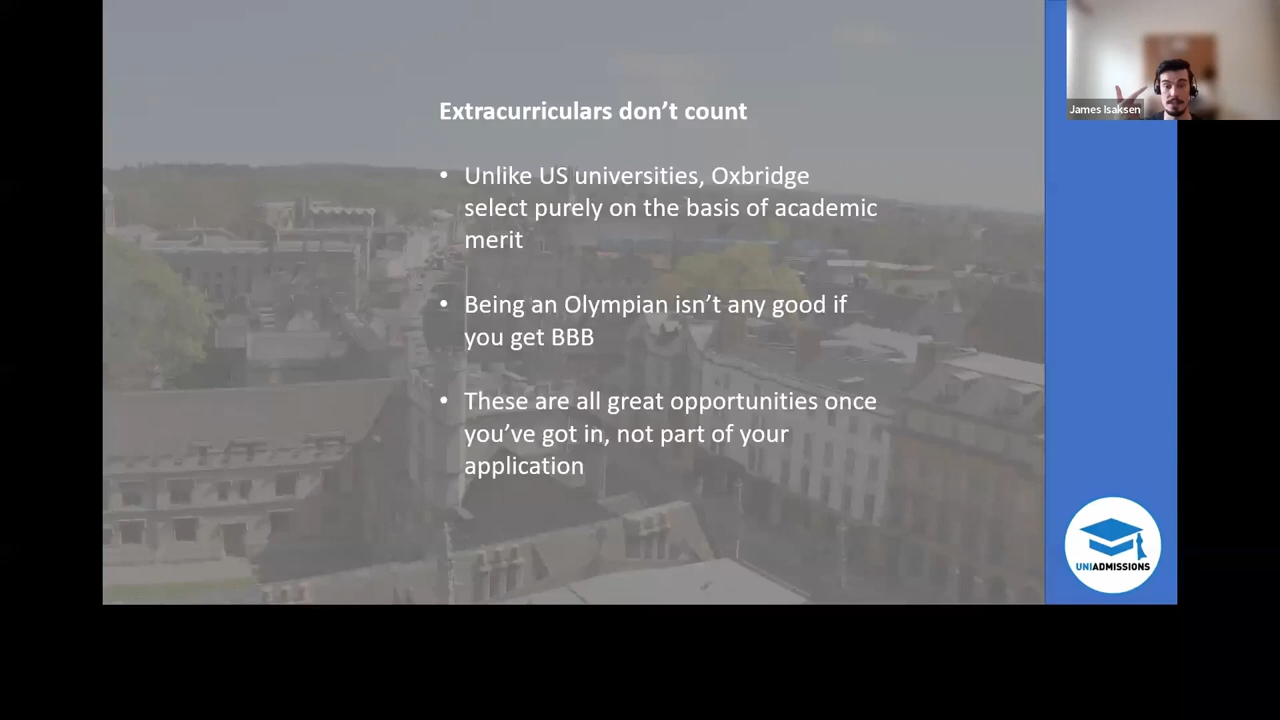 Extracurriculars don't count
• Unlike US universities, Oxbridge
select purely on the basis of academic
merit
• Being an Olympian isn't any good if
you get BBB
• These are all great opportunities once
you've got in, not part of your
application
James Isaksen
UNIADMISSIONS